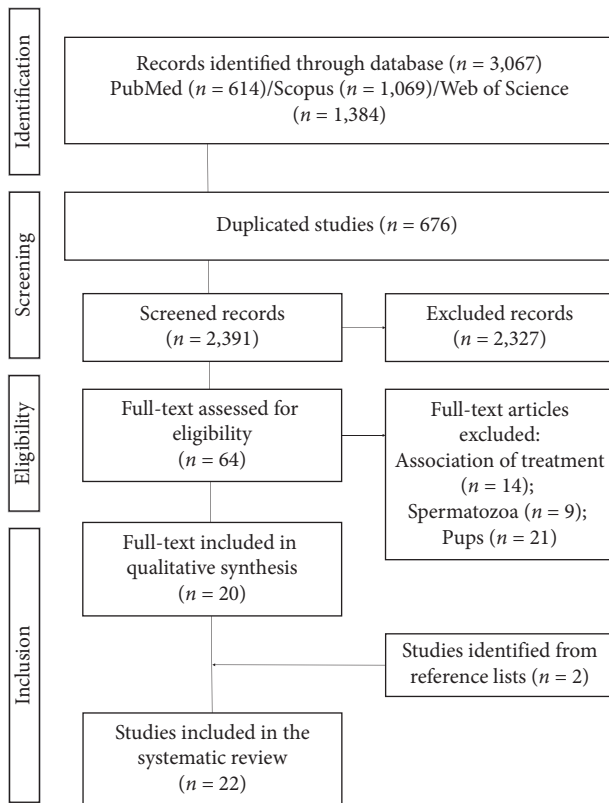 Identification
Records identified through database (n = 3,067)
PubMed (n = 614)/Scopus (n = 1,069)/Web of Science
(n = 1,384)
Screening
Duplicated studies (n = 676)
Screened records
(n = 2,391)
Excluded records
(n = 2,327)
Eligibility
Full-text assessed for
eligibility
(n = 64)
Full-text articles
excluded:
Association of treatment
(n = 14);
Spermatozoa (n = 9);
Pups (n = 21)
Inclusion
Full-text included in
qualitative synthesis
(n = 20)
Studies identified from
reference lists (n = 2)
Studies included in the
systematic review
(n = 22)